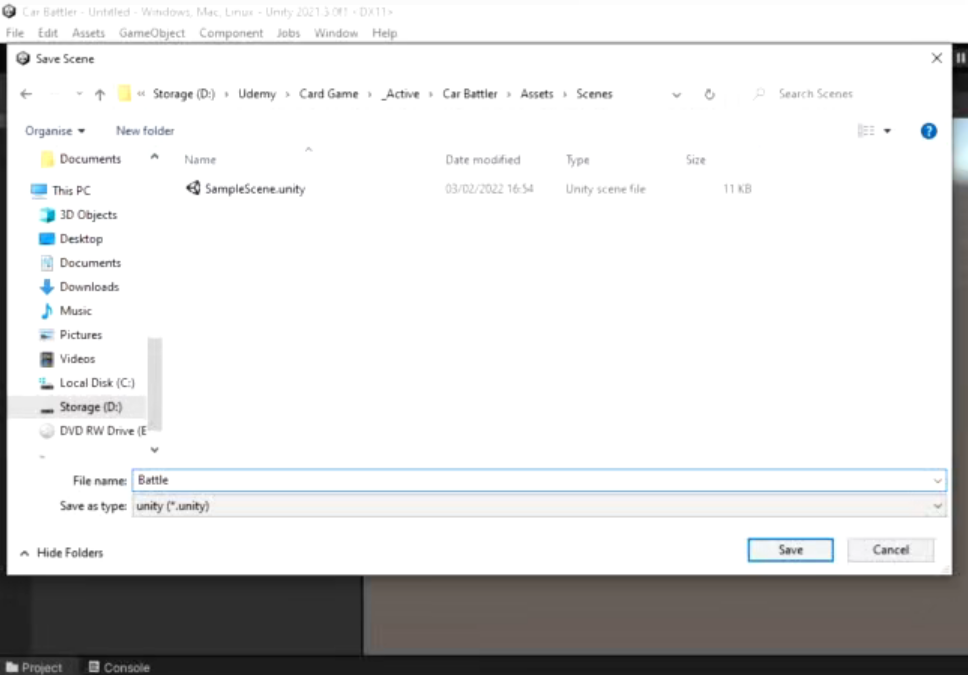 Car Battler - Untitled - Windows, Mac, Linux - Unity 2021.3.0f1 <DX11>
File Edit Assets GameObject Component Jobs Window Help
Save Scene
« Storage (D:) › Udemy › Card Game › _Active › Car Battler › Assets › Scenes
Search Scenes
Organise New folder
Documents
Name Date modified Type Size
This PC
SampleScene.unity 03/02/2022 16:54 Unity scene file 11 KB
3D Objects
Desktop
Documents
Downloads
Music
Pictures
Videos
Local Disk (C:)
Storage (D:)
DVD RW Drive (E
File name: Battle
Save as type: unity (*.unity)
Hide Folders
Save Cancel
Project Console